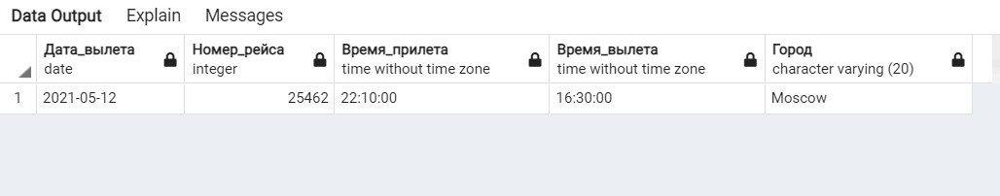 Data Output Explain Messages
Дата_вылета Номер_рейса Время_прилета Время_вылета Город
date integer time without time zone time without time zone character varying (20)
1 2021-05-12 25462 22:10:00 16:30:00 Moscow